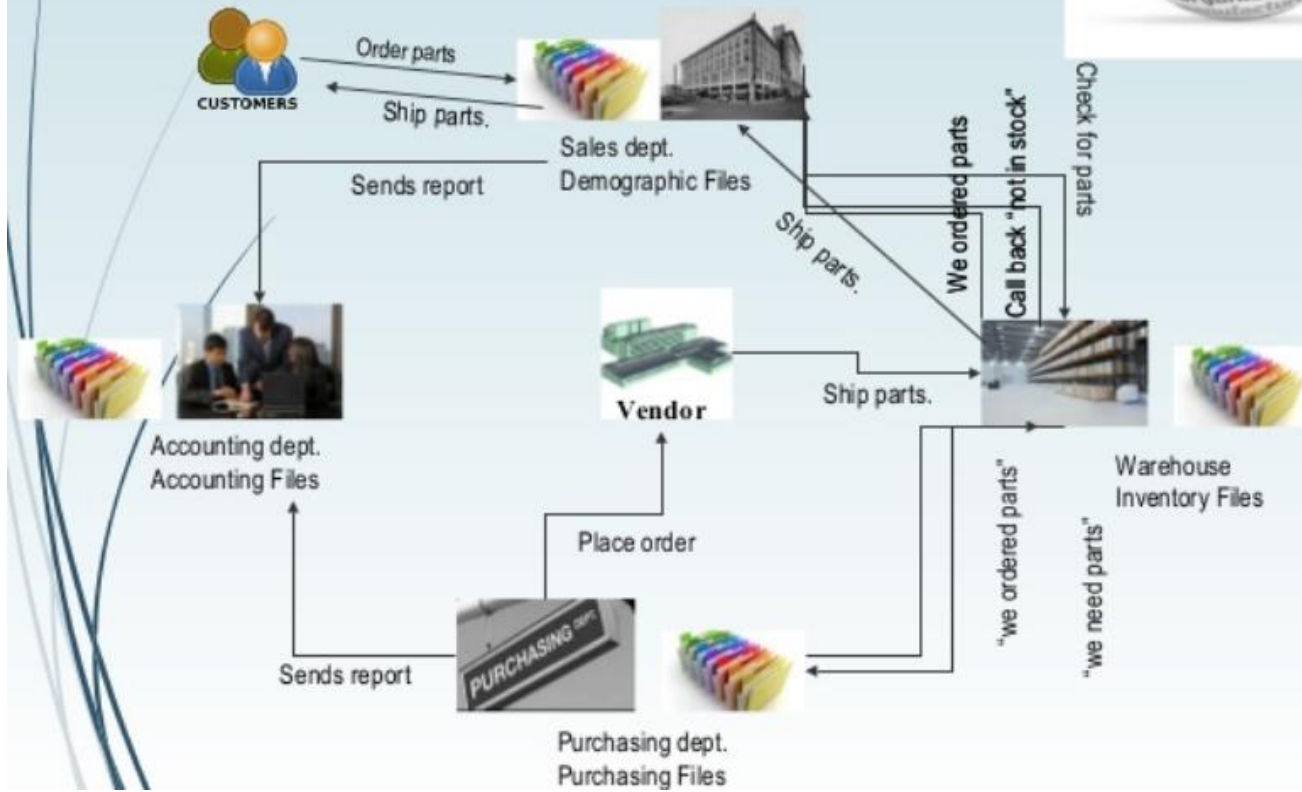 Order parts
CUSTOMERS
Ship parts.
Sales dept.
Demographic Files
Sends report
Check for parts
Call back “not in stock”
We ordered parts
Ship parts.
Vendor
Ship parts.
Accounting dept.
Accounting Files
Warehouse
Inventory Files
“we ordered parts”
“we need parts”
Place order
PURCHASING DEPT.
Sends report
Purchasing dept.
Purchasing Files